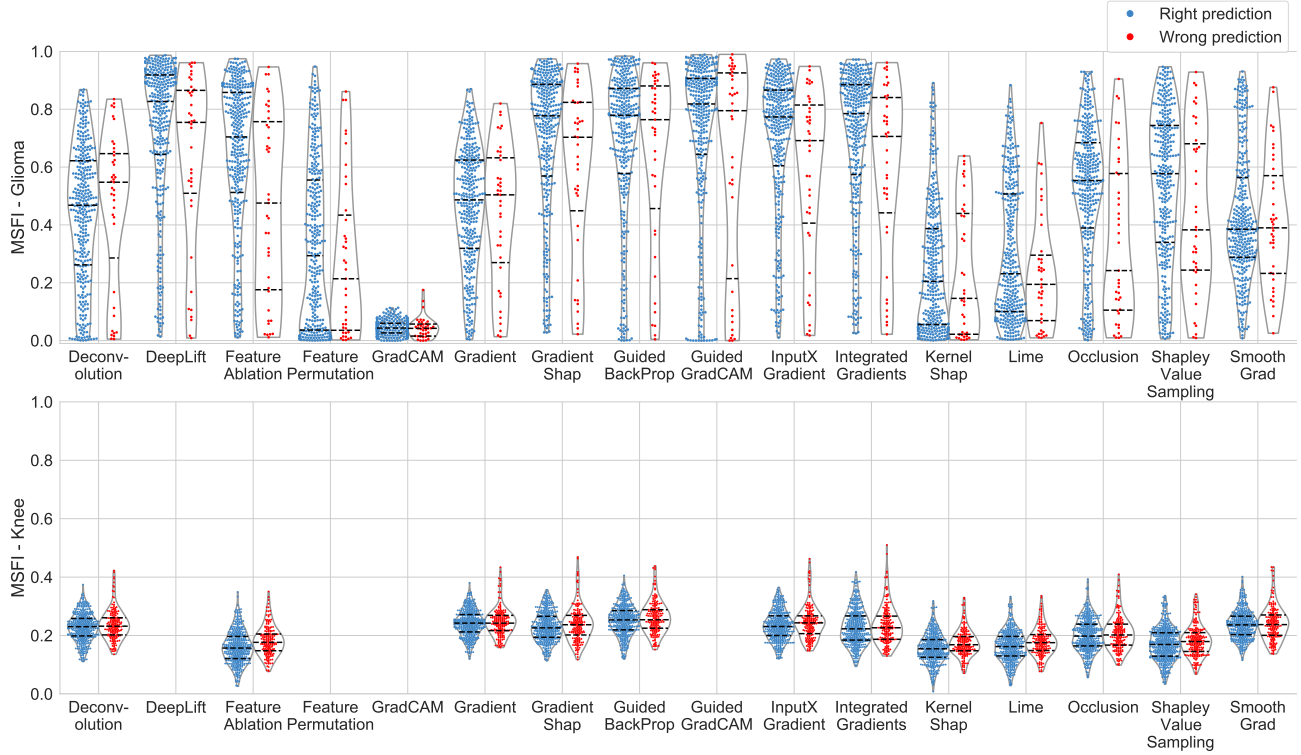 Right prediction
Wrong prediction
MSFI - Glioma
1.0
0.8
0.6
0.4
0.2
0.0
Deconv- DeepLift Feature Feature GradCAM Gradient Gradient Guided Guided InputX Integrated Kernel Lime Occlusion Shapley Smooth
olution Ablation Permutation Shap BackProp GradCAM Gradient Gradients Shap Value Grad
Sampling
MSFI - Knee
1.0
0.8
0.6
0.4
0.2
0.0
Deconv- DeepLift Feature Feature GradCAM Gradient Gradient Guided Guided InputX Integrated Kernel Lime Occlusion Shapley Smooth
olution Ablation Permutation Shap BackProp GradCAM Gradient Gradients Shap Value Grad
Sampling